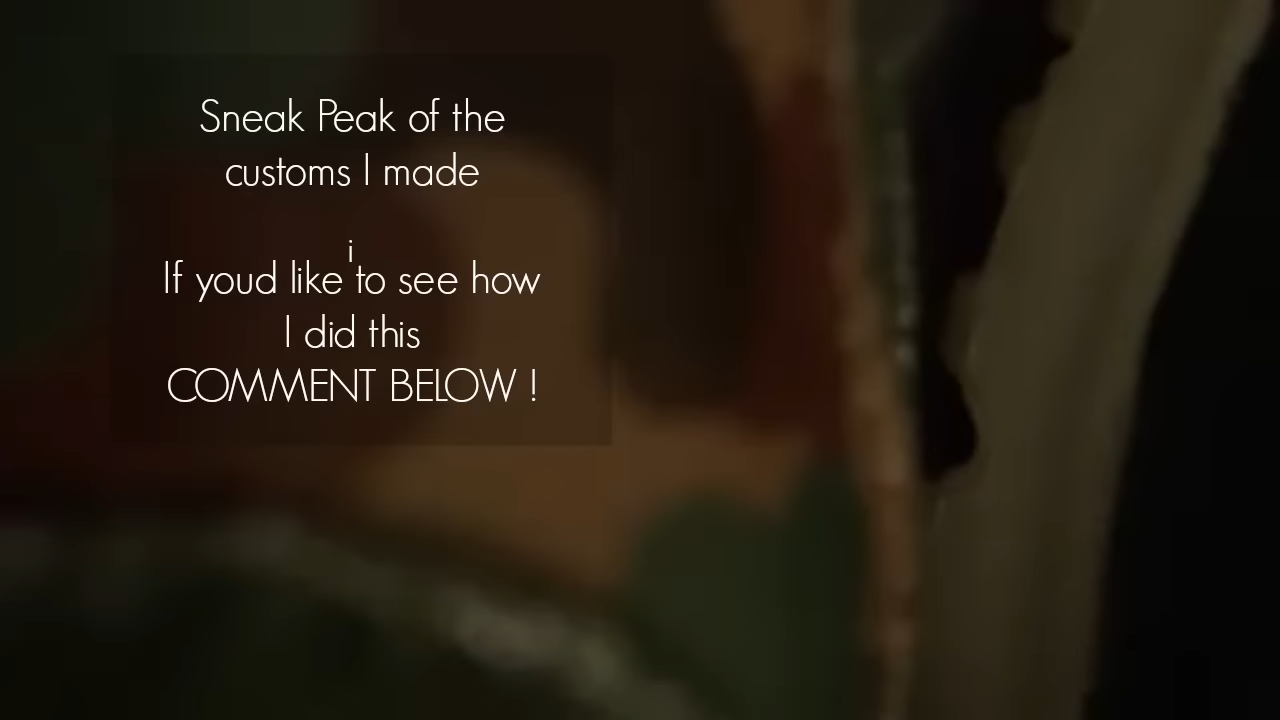 Sneak Peak of the
customs I made
i
If youd like to see how
I did this
COMMENT BELOW !